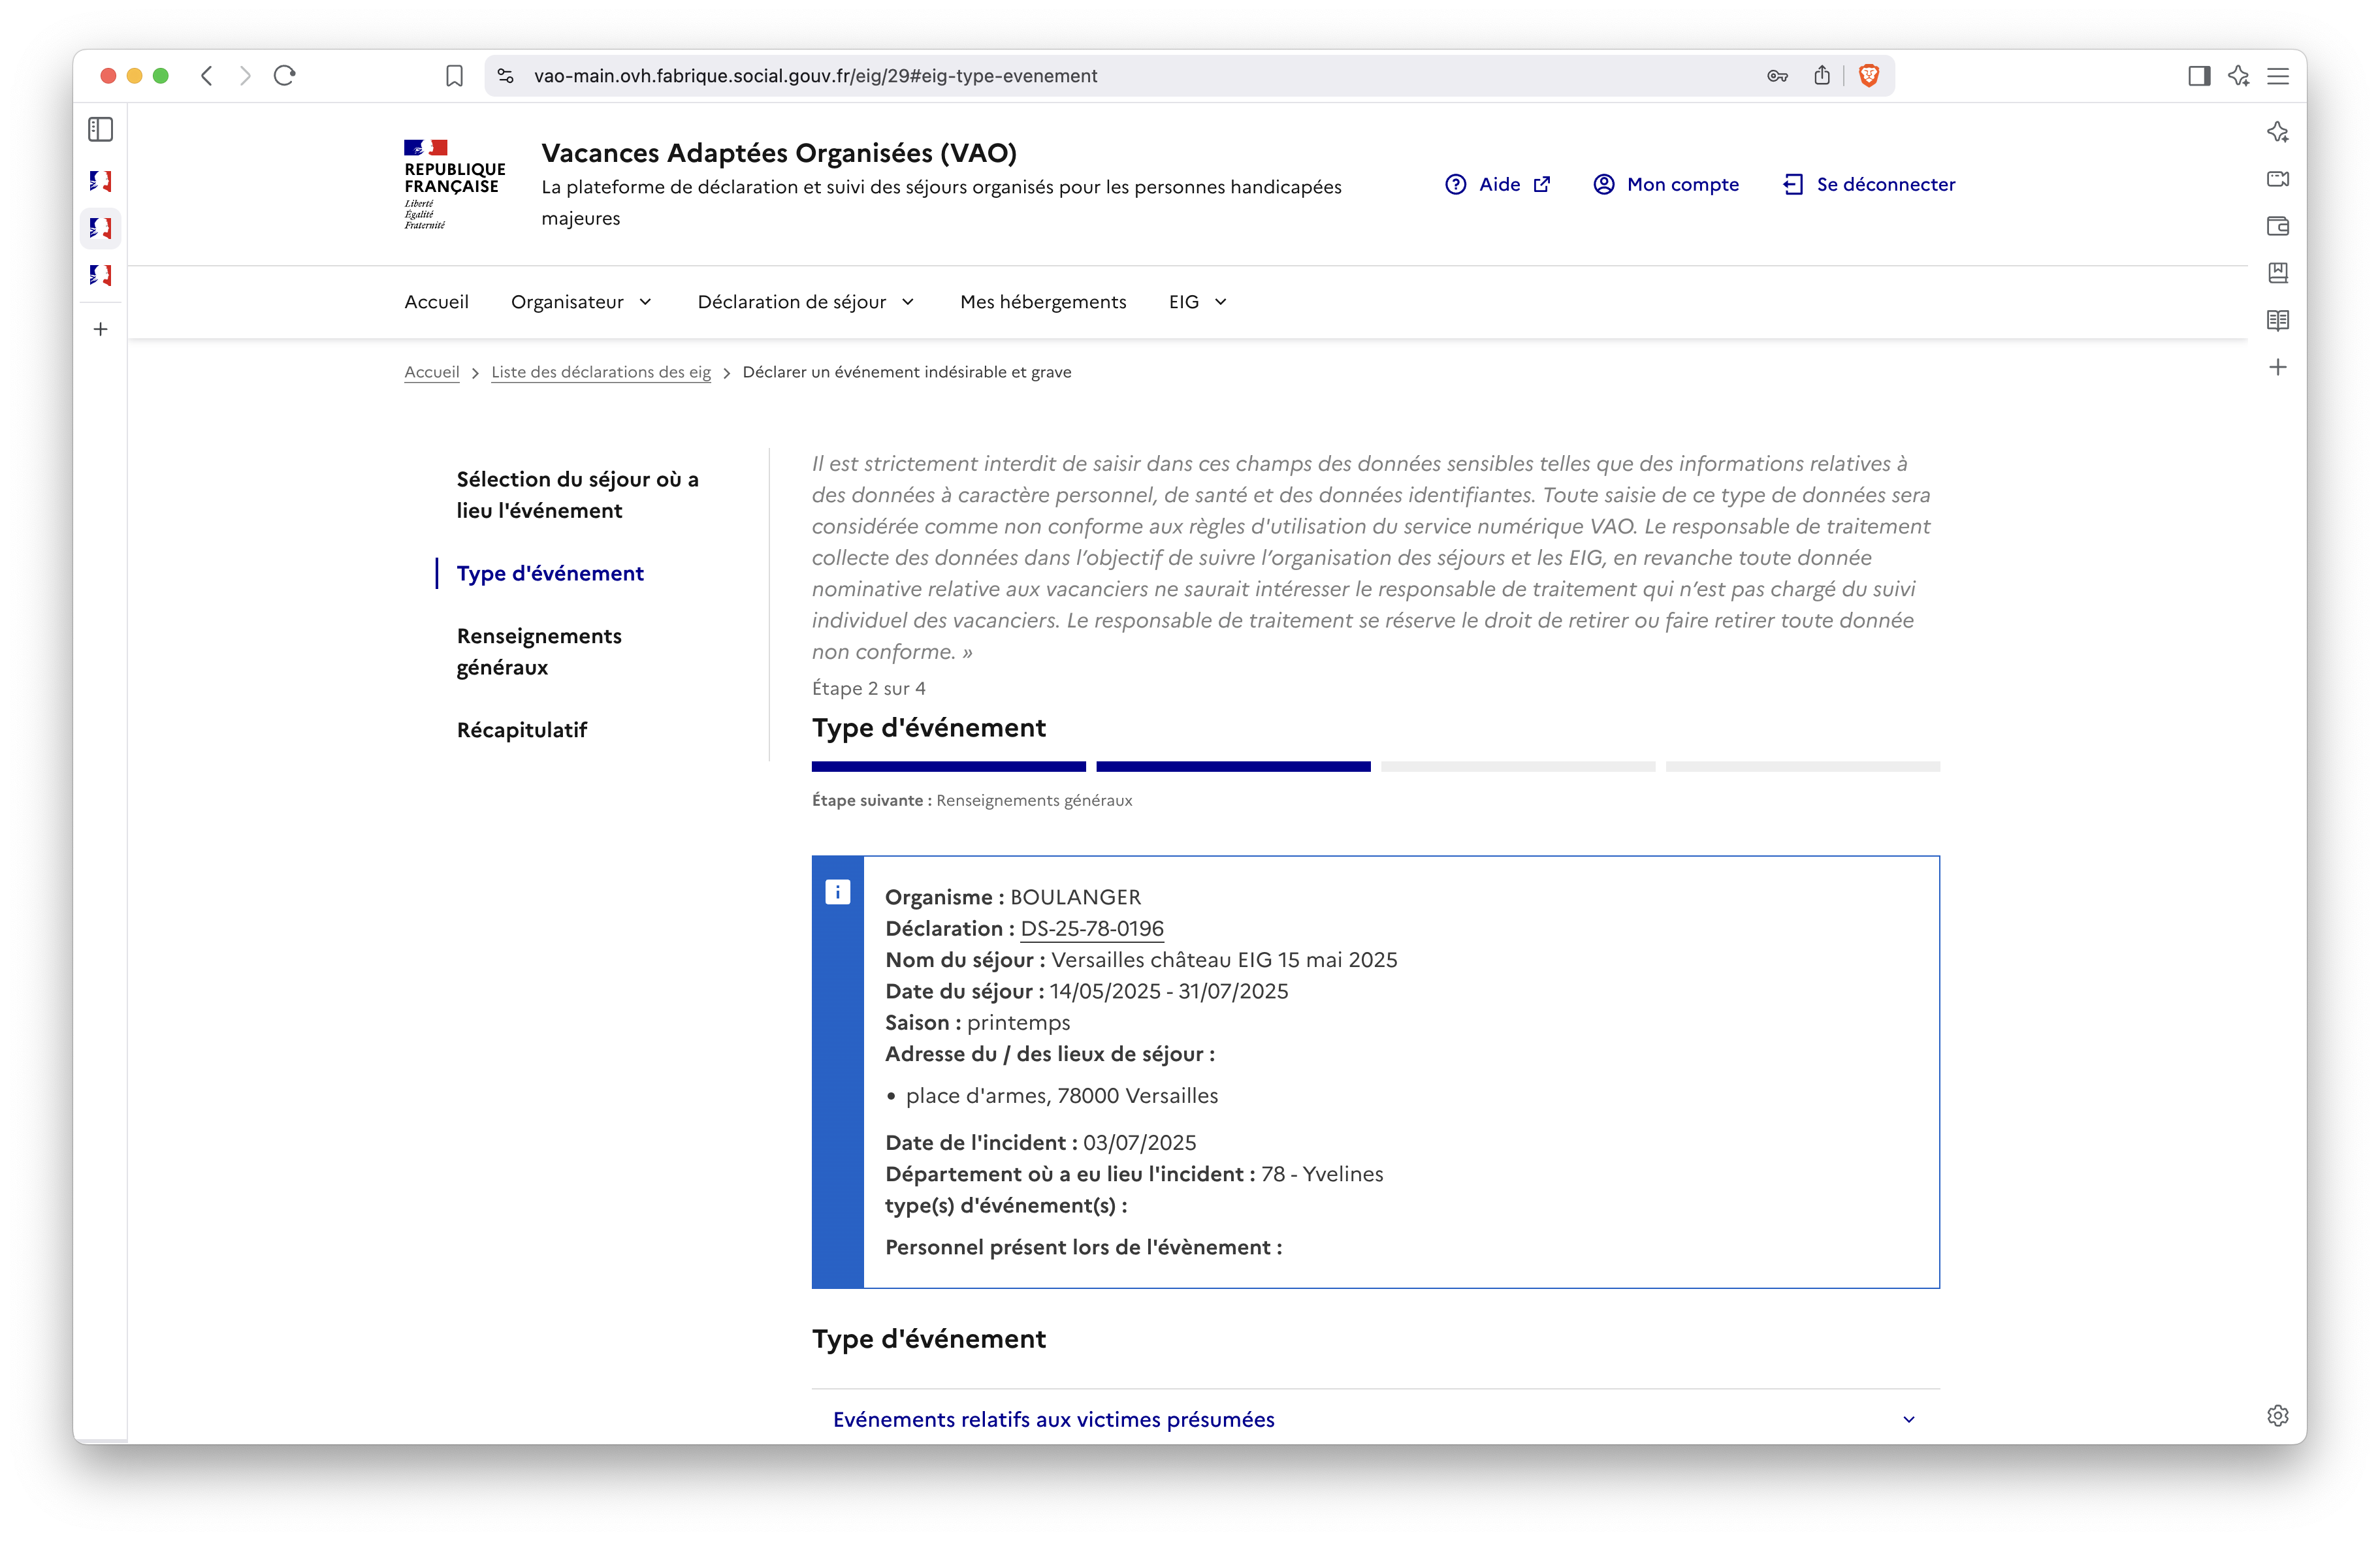 vao-main.ovh.fabrique.social.gouv.fr/eig/29#eig-type-evenement
REPUBLIQUE
FRANÇAISE
Liberté
Égalité
Fraternité
Vacances Adaptées Organisées (VAO)
La plateforme de déclaration et suivi des séjours organisés pour les personnes handicapées
majeures
Aide
Mon compte
Se déconnecter
Accueil
Organisateur
Déclaration de séjour
Mes hébergements
EIG
Accueil > Liste des déclarations des eig > Déclarer un événement indésirable et grave
Sélection du séjour où a
lieu l'événement
Type d'événement
Renseignements
généraux
Récapitulatif
Il est strictement interdit de saisir dans ces champs des données sensibles telles que des informations relatives à
des données à caractère personnel, de santé et des données identifiantes. Toute saisie de ce type de données sera
considérée comme non conforme aux règles d'utilisation du service numérique VAO. Le responsable de traitement
collecte des données dans l’objectif de suivre l’organisation des séjours et les EIG, en revanche toute donnée
nominative relative aux vacanciers ne saurait intéresser le responsable de traitement qui n’est pas chargé du suivi
individuel des vacanciers. Le responsable de traitement se réserve le droit de retirer ou faire retirer toute donnée
non conforme. »
Étape 2 sur 4
Type d'événement
Étape suivante : Renseignements généraux
Organisme : BOULANGER
Déclaration : DS-25-78-0196
Nom du séjour : Versailles château EIG 15 mai 2025
Date du séjour : 14/05/2025 - 31/07/2025
Saison : printemps
Adresse du / des lieux de séjour :
• place d'armes, 78000 Versailles
Date de l'incident : 03/07/2025
Département où a eu lieu l'incident : 78 - Yvelines
type(s) d'événement(s) :
Personnel présent lors de l'évènement :
Type d'événement
Evénements relatifs aux victimes présumées